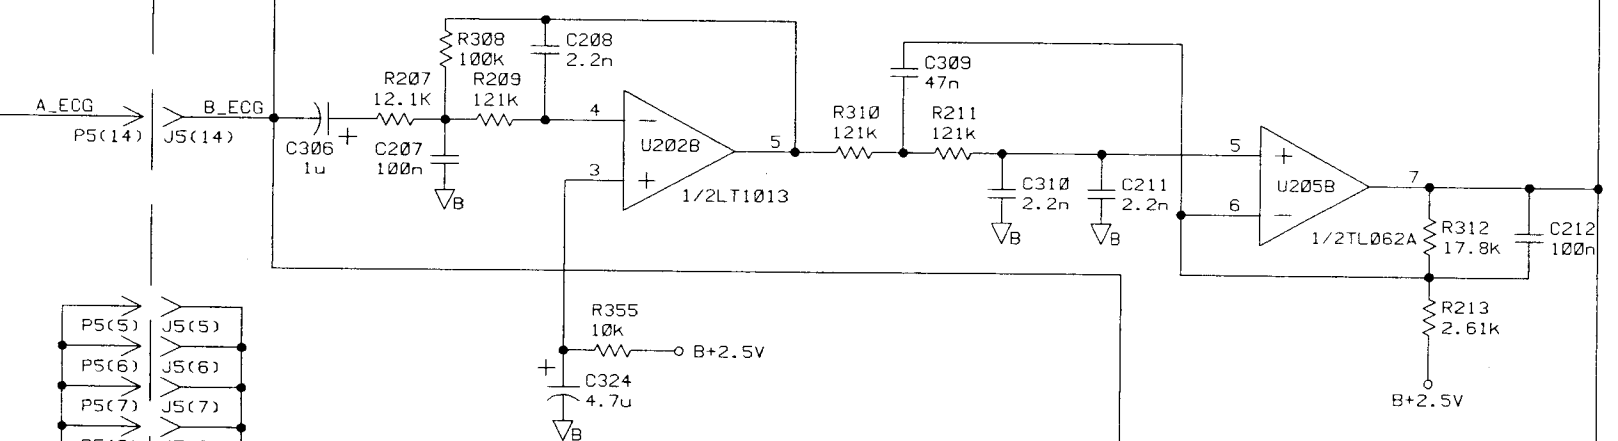 A_ECG
P5(14)
J5(14)
B_ECG
C306
1u
+
R207
12.1K
C207
100n
B
R308
100k
R209
121K
C208
2.2n
4
3
−
+
U202B
5
1/2LT1013
R310
121k
C309
47n
R211
121k
C310
2.2n
B
C211
2.2n
B
5
6
+
−
U205B
7
1/2TL062A
R312
17.8k
C212
100n
R213
2.61k
B+2.5V
R355
10k
B+2.5V
+
C324
4.7u
B
P5(5)
J5(5)
P5(6)
J5(6)
P5(7)
J5(7)